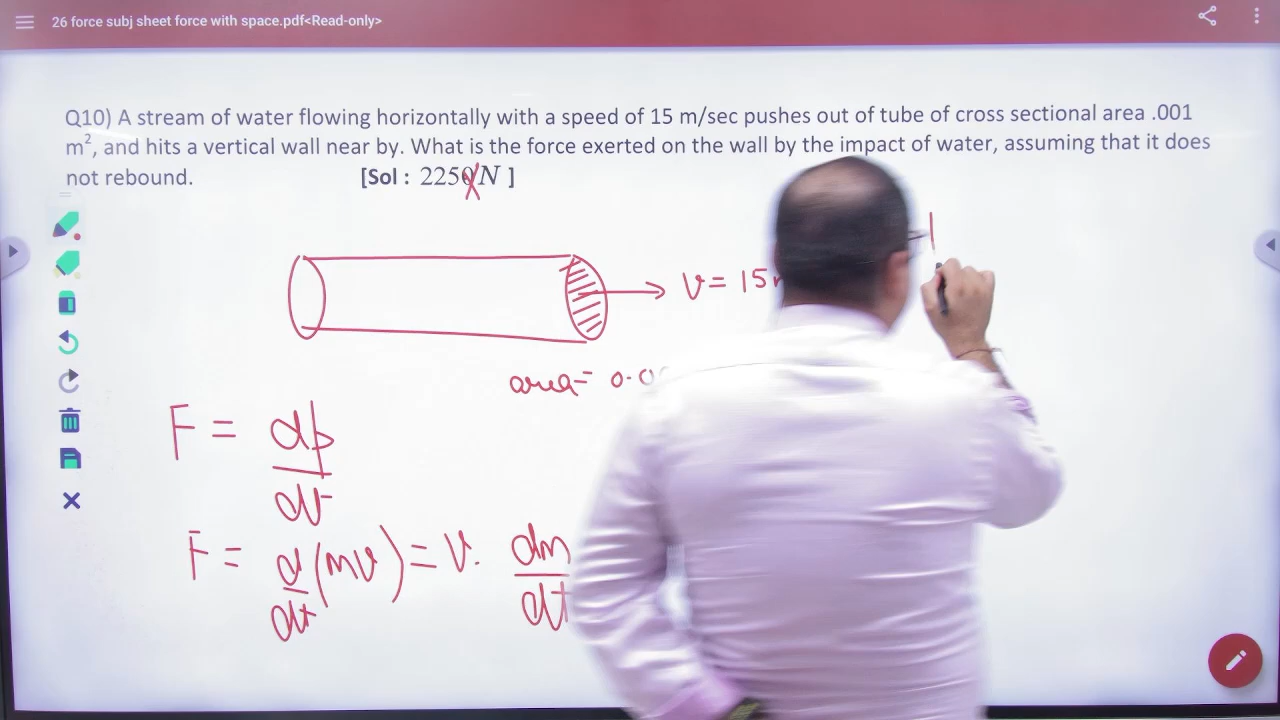 26 force subj sheet force with space.pdf<Read-only>
Q10) A stream of water flowing horizontally with a speed of 15 m/sec pushes out of tube of cross sectional area .001
m², and hits a vertical wall near by. What is the force exerted on the wall by the impact of water, assuming that it does
not rebound. [Sol : 2250 N ]
v = 15
area = 0.0
F = dp/dt
F = d/dt (mv) = v. dm/dt